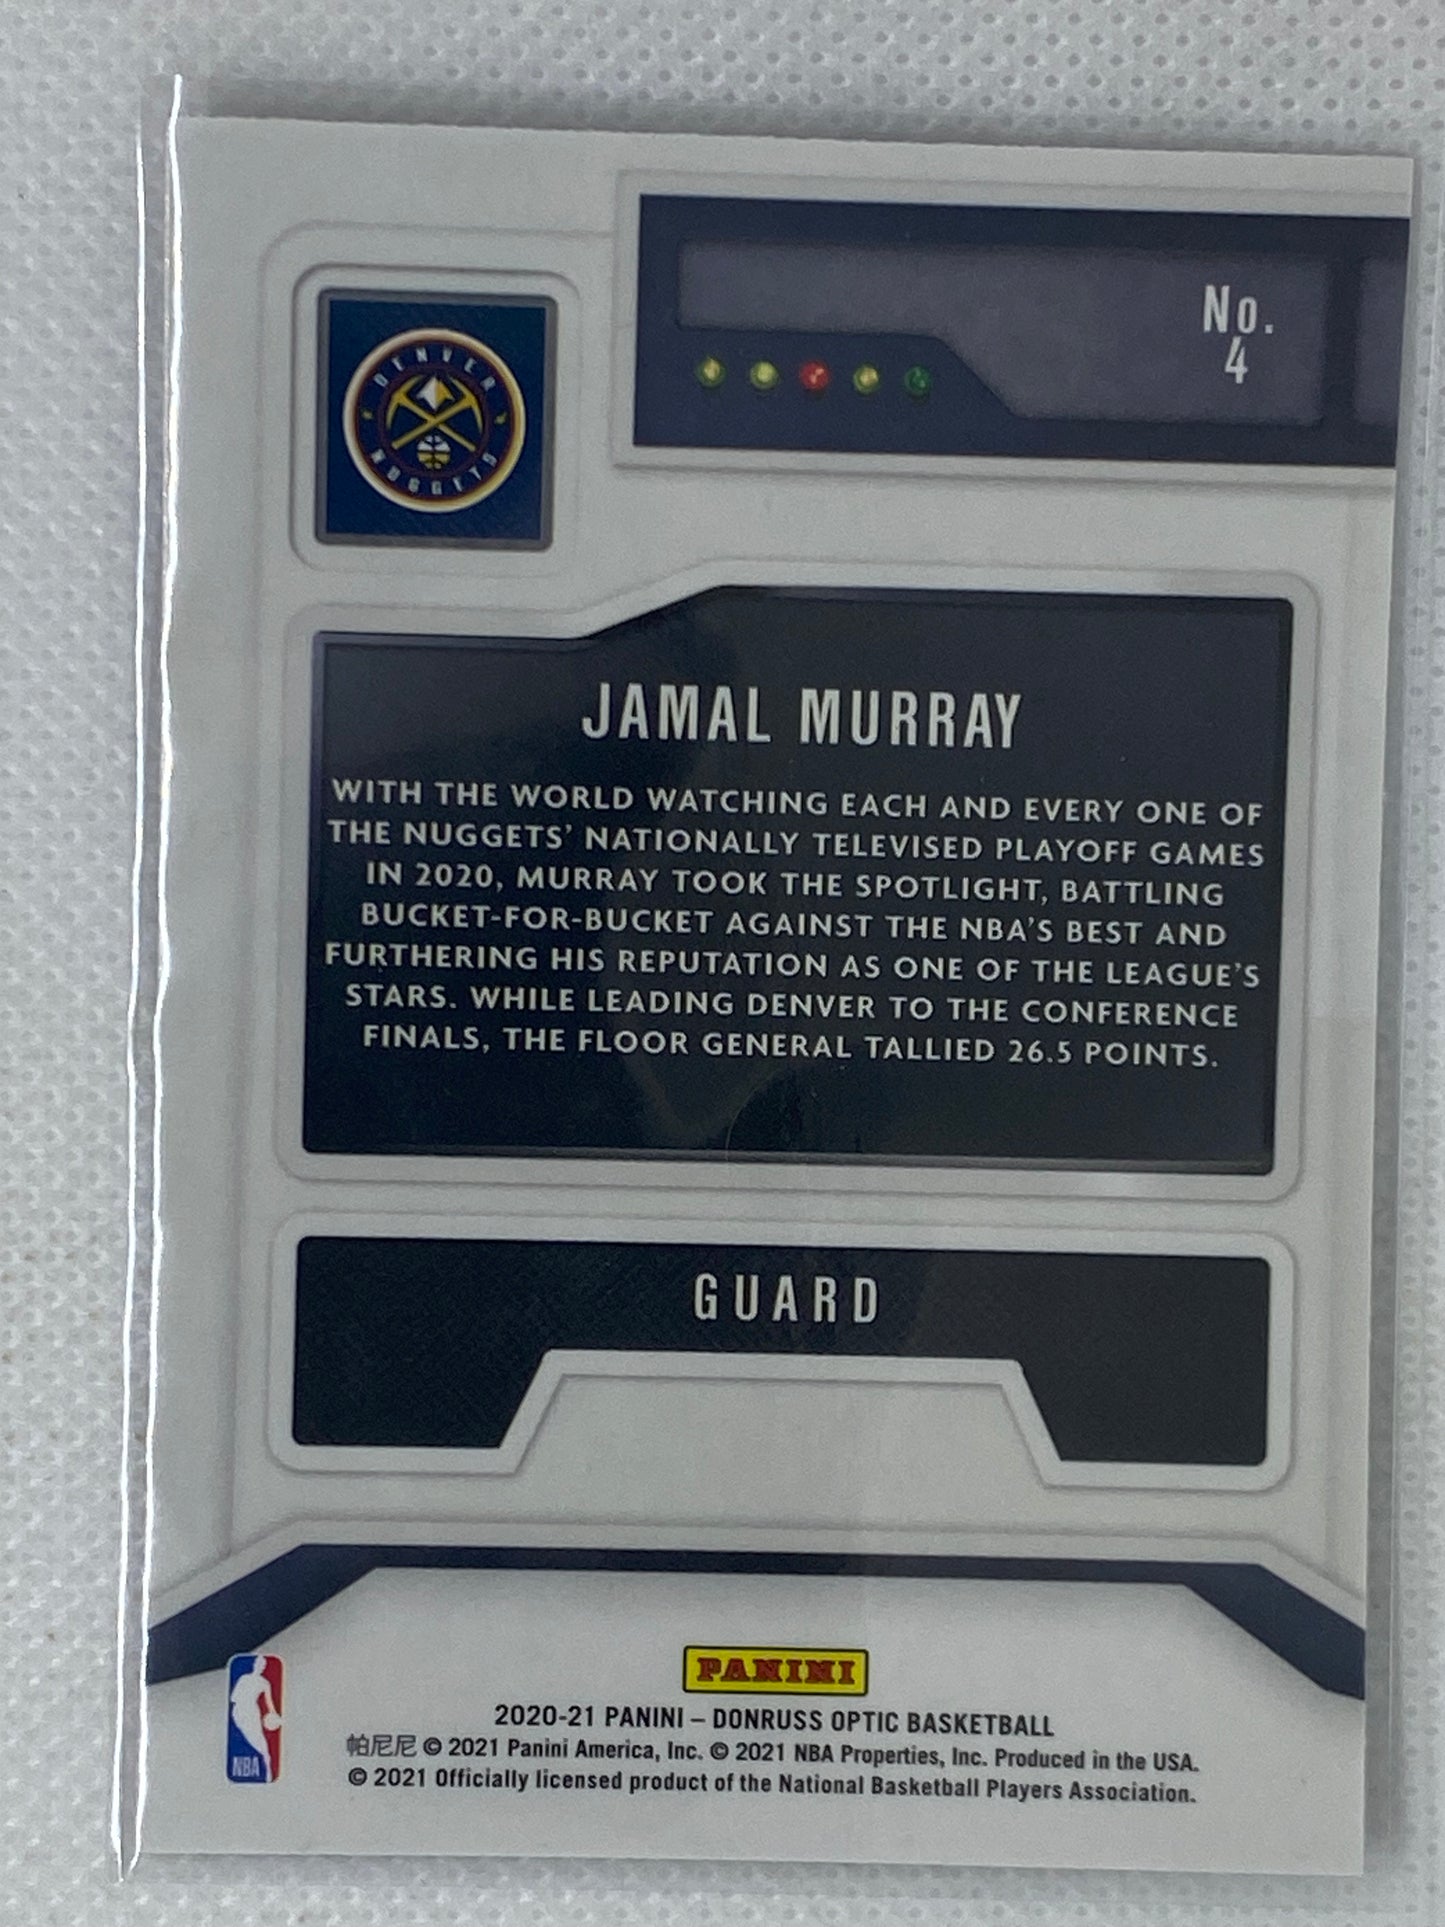 No.
4
DENVER
NUGGETS
JAMAL MURRAY
WITH THE WORLD WATCHING EACH AND EVERY ONE OF
THE NUGGETS' NATIONALLY TELEVISED PLAYOFF GAMES
IN 2020, MURRAY TOOK THE SPOTLIGHT, BATTLING
BUCKET-FOR-BUCKET AGAINST THE NBA'S BEST AND
FURTHERING HIS REPUTATION AS ONE OF THE LEAGUE'S
STARS. WHILE LEADING DENVER TO THE CONFERENCE
FINALS, THE FLOOR GENERAL TALLIED 26.5 POINTS.
GUARD
PANINI
2020-21 PANINI – DONRUSS OPTIC BASKETBALL
帕尼尼 © 2021 Panini America, Inc. © 2021 NBA Properties, Inc. Produced in the USA.
© 2021 Officially licensed product of the National Basketball Players Association.
NBA